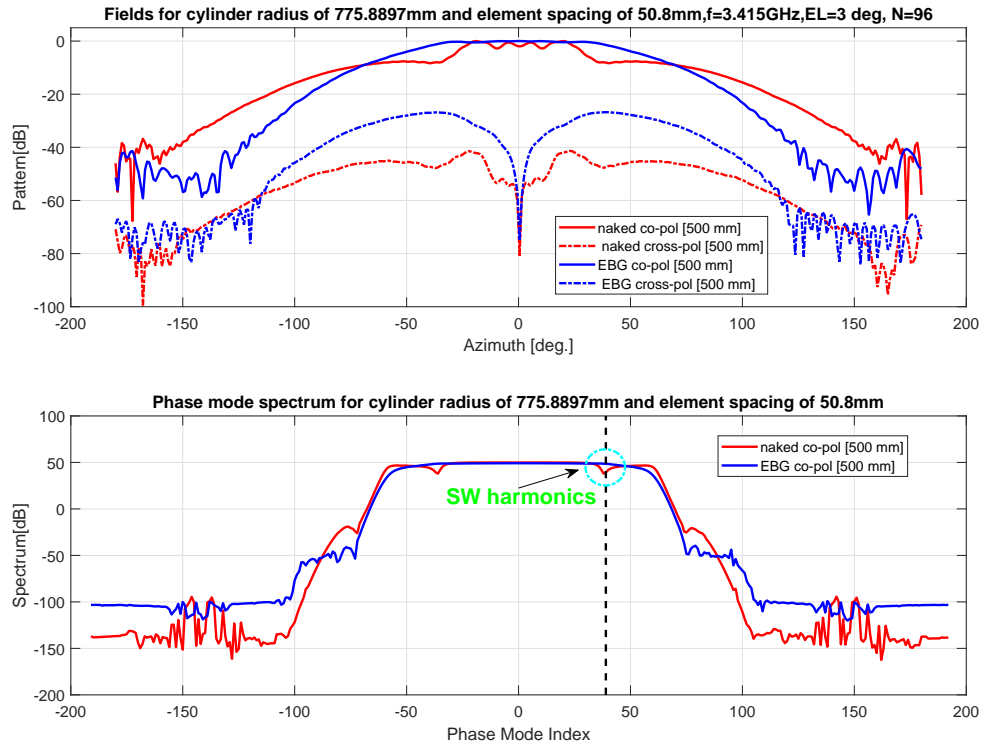 Fields for cylinder radius of 775.8897mm and element spacing of 50.8mm,f=3.415GHz,EL=3 deg, N=96
0
-20
-40
-60
-80
-100
Pattern[dB]
naked co-pol [500 mm]
naked cross-pol [500 mm]
EBG co-pol [500 mm]
EBG cross-pol [500 mm]
-200 -150 -100 -50 0 50 100 150 200
Azimuth [deg.]
Phase mode spectrum for cylinder radius of 775.8897mm and element spacing of 50.8mm
100
50
0
-50
-100
-150
-200
Spectrum[dB]
naked co-pol [500 mm]
EBG co-pol [500 mm]
SW harmonics
-200 -150 -100 -50 0 50 100 150 200
Phase Mode Index